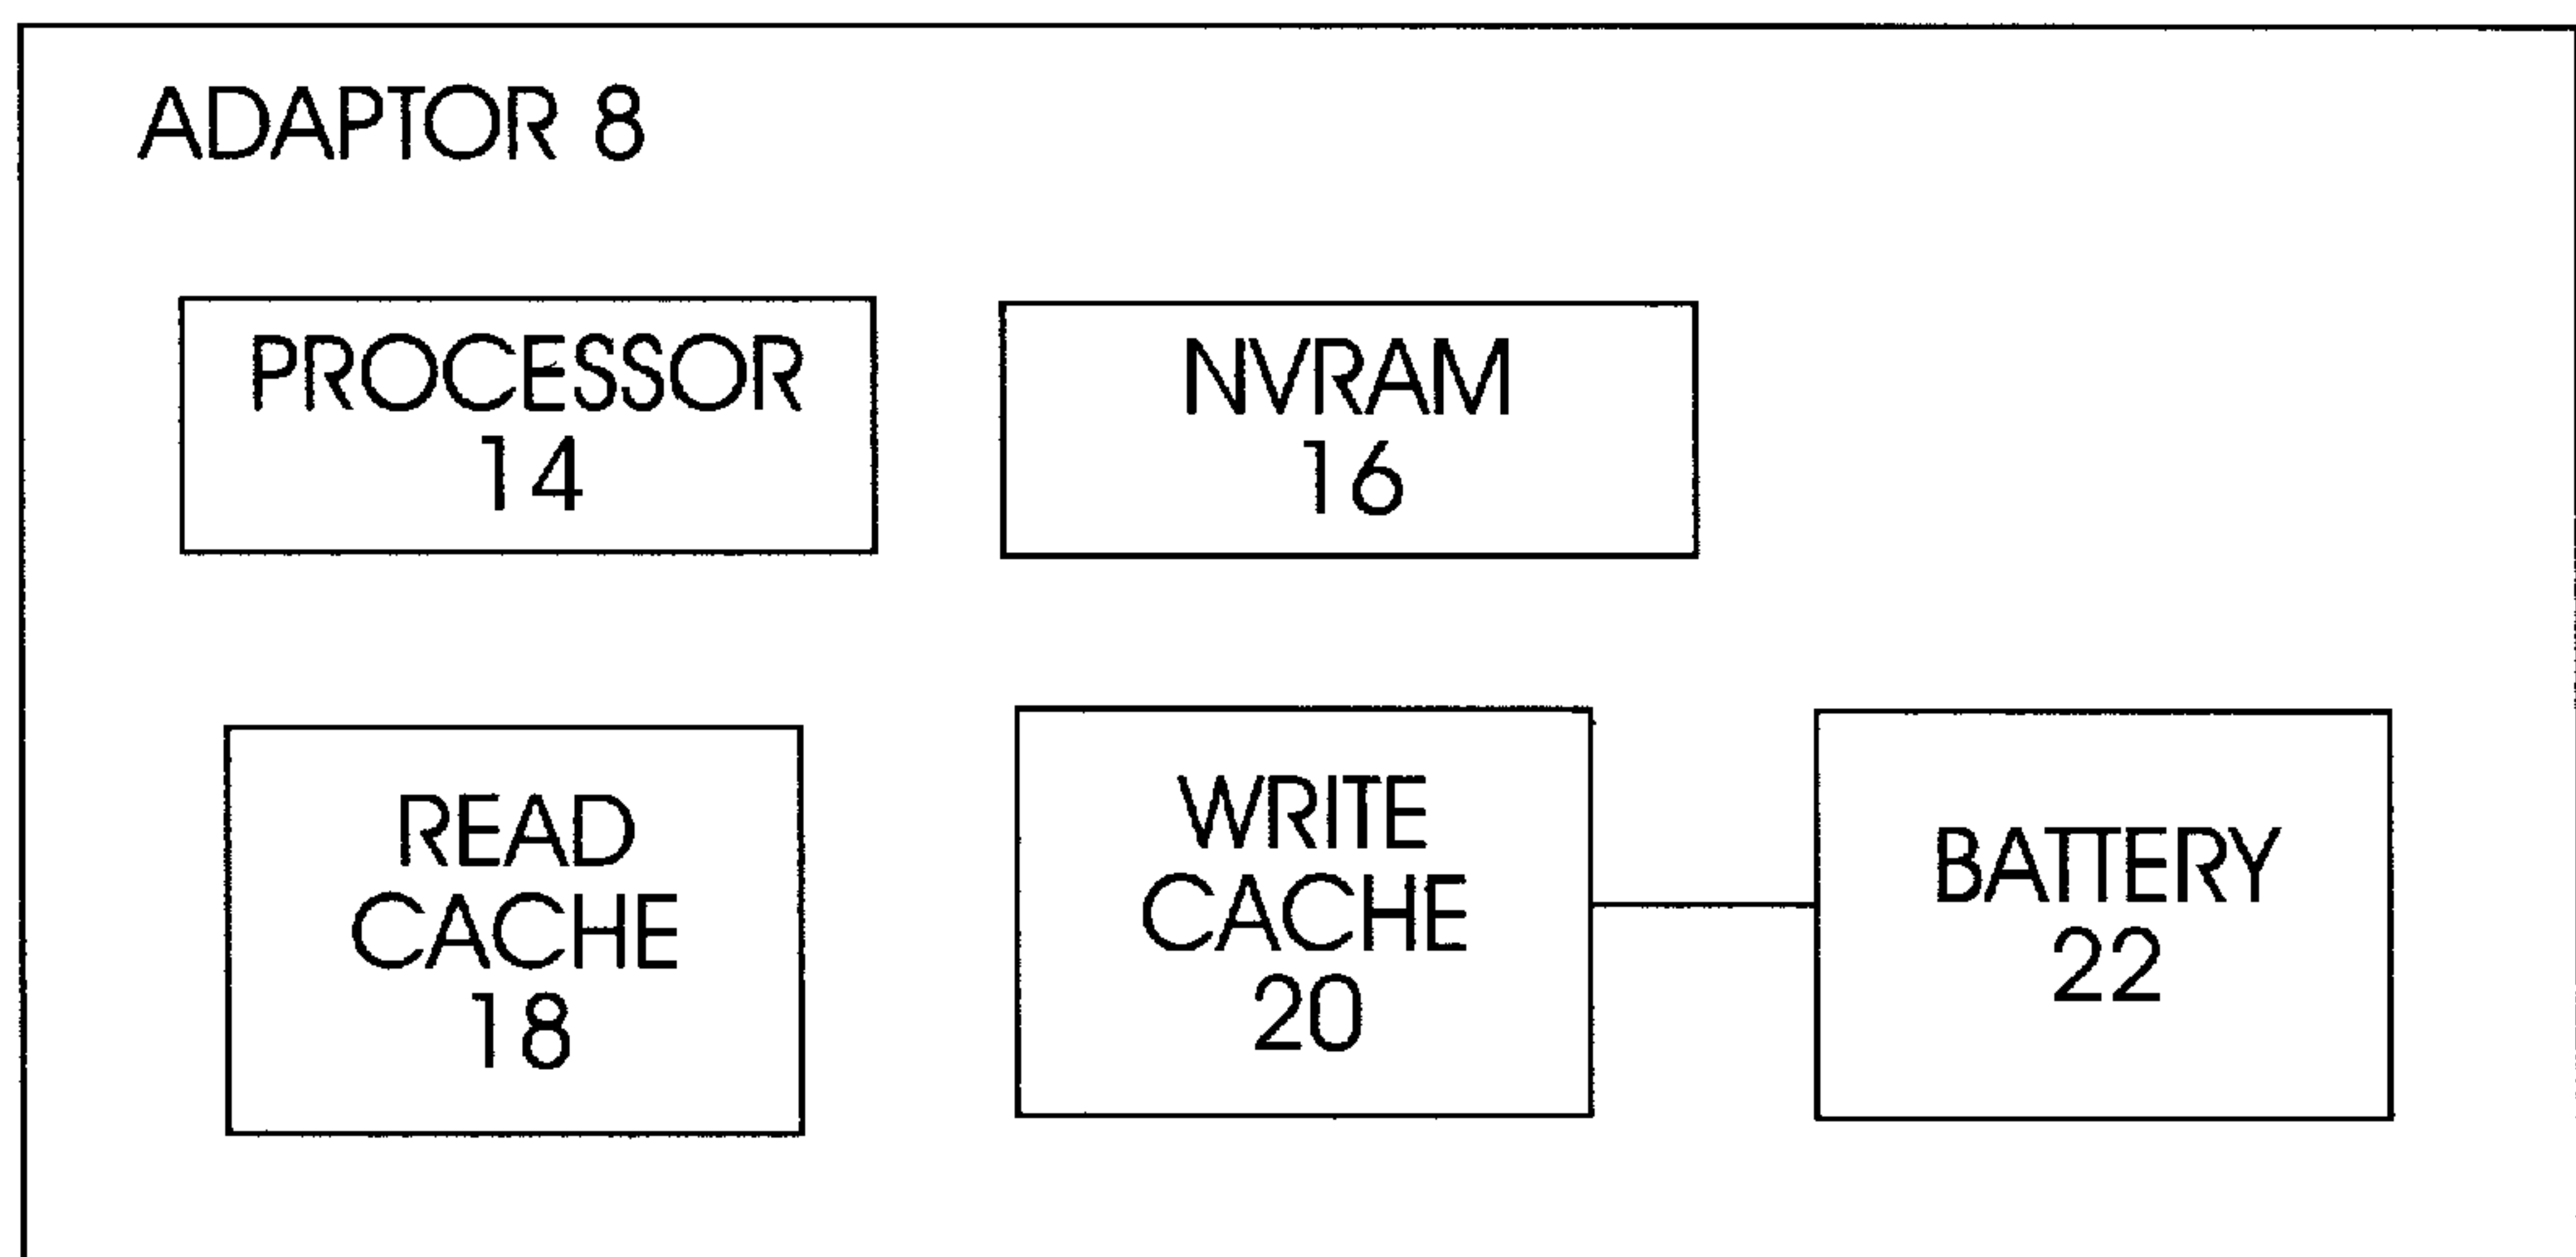 ADAPTOR 8
PROCESSOR
14
NVRAM
16
READ
CACHE
18
WRITE
CACHE
20
BATTERY
22